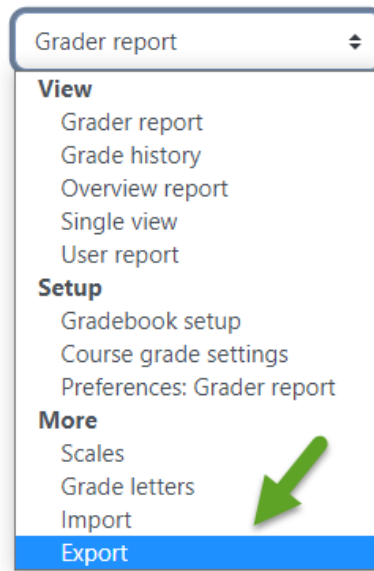 Grader report
View
Grader report
Grade history
Overview report
Single view
User report
Setup
Gradebook setup
Course grade settings
Preferences: Grader report
More
Scales
Grade letters
Import
Export